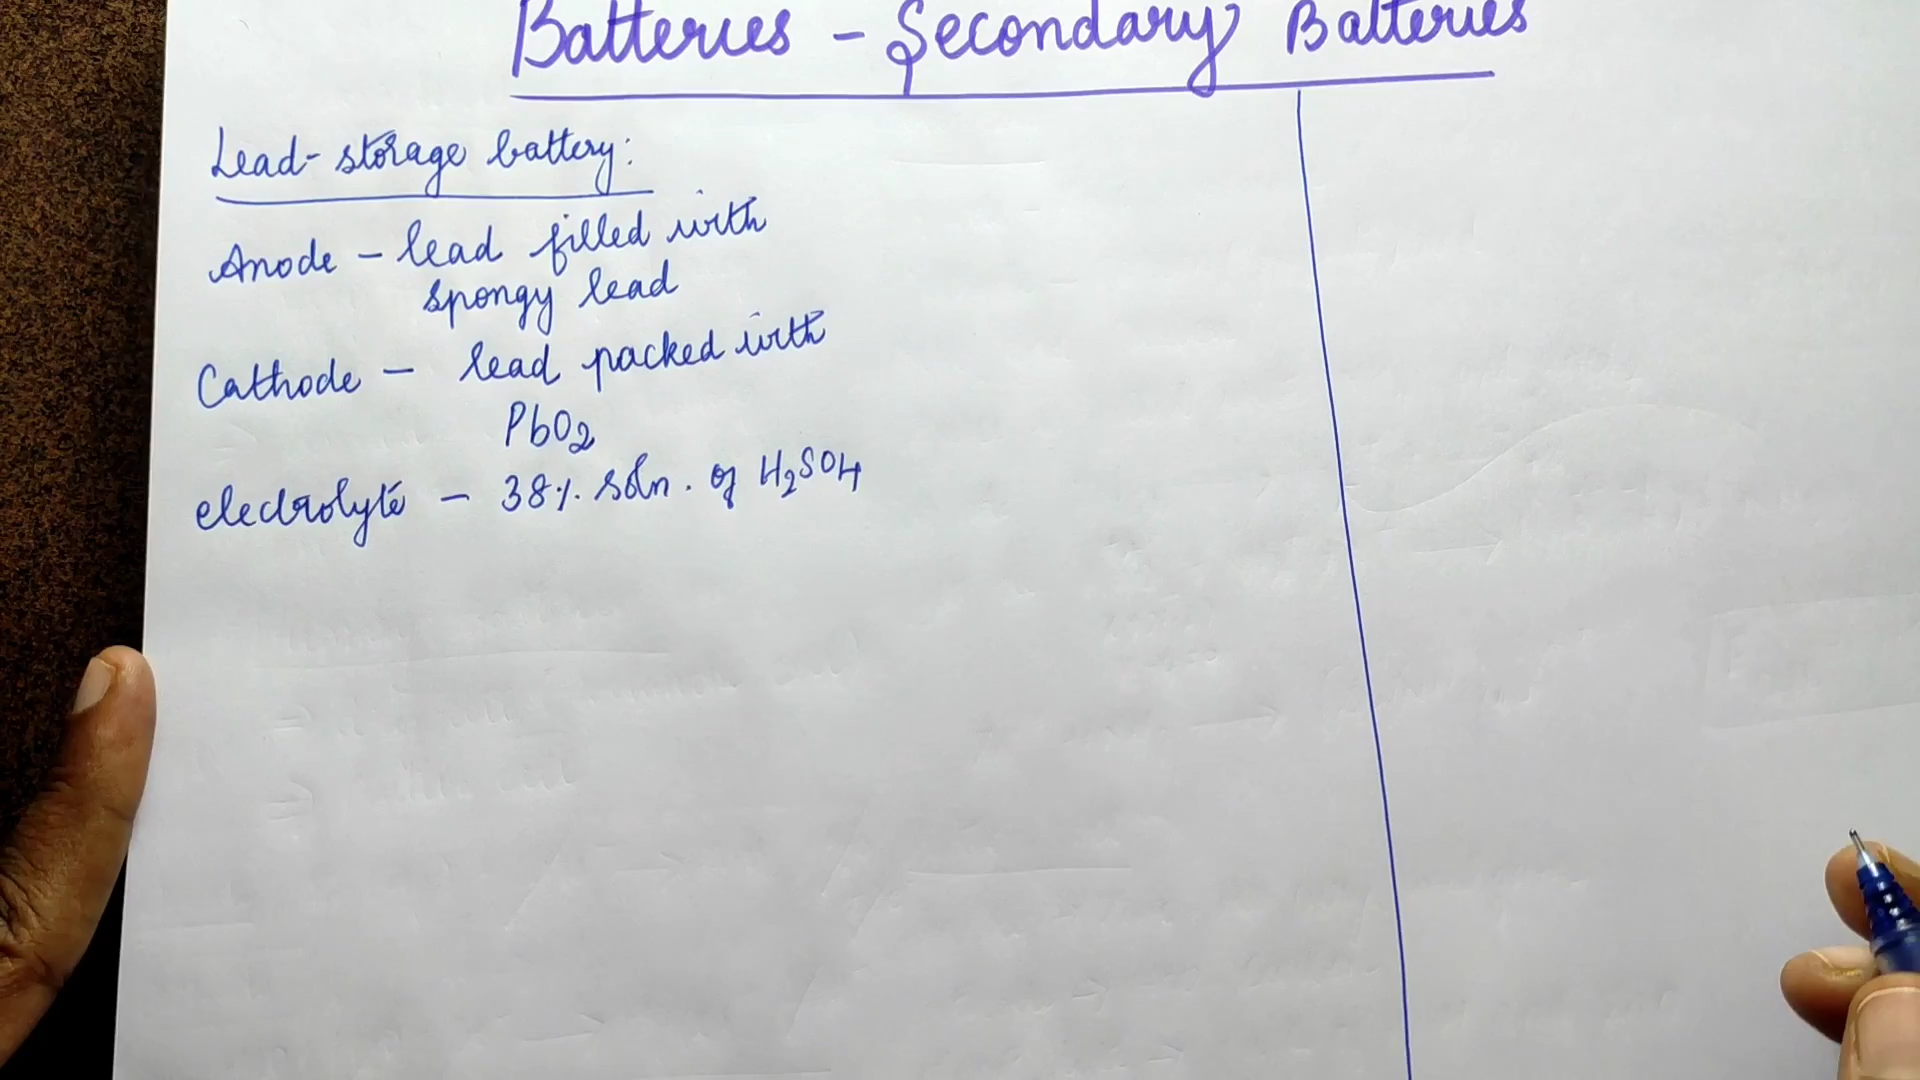 Batteries - Secondary Batteries
Lead-storage battery:
Anode - lead filled with
spongy lead
Cathode - lead packed with
PbO2
electrolyte - 38% soln. of H2SO4